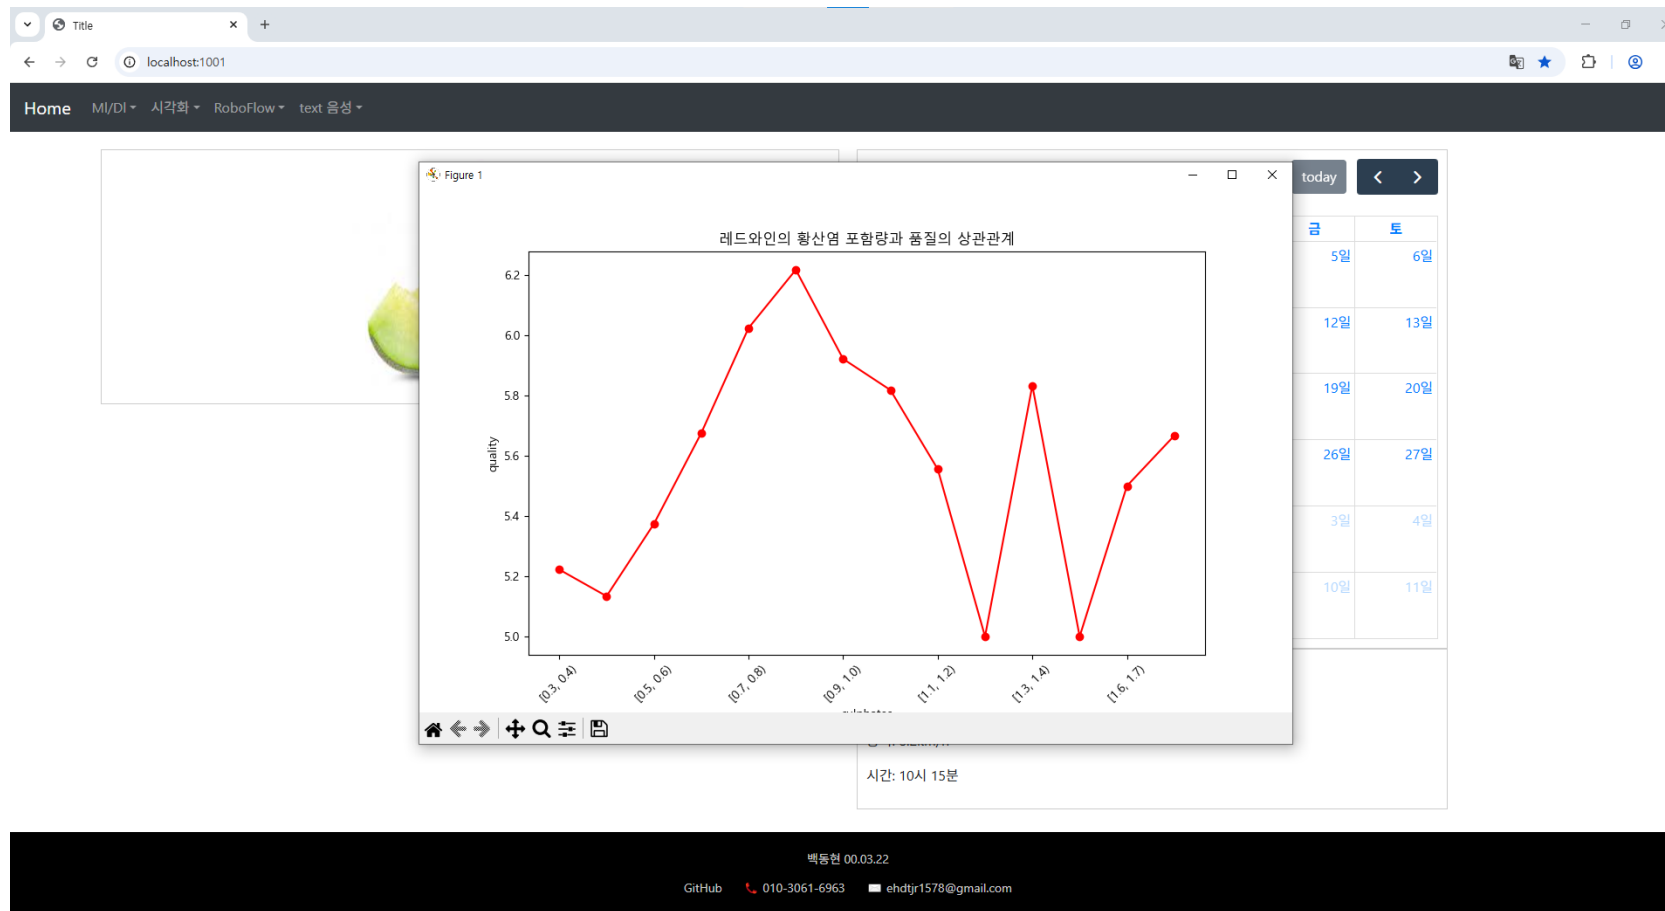 Title
localhost:1001
Home Ml/Dl 시각화 RoboFlow text 음성
Figure 1
today
레드와인의 황산염 포함량과 품질의 상관관계
quality
6.2
6.0
5.8
5.6
5.4
5.2
5.0
[0.3, 0.4) [0.5, 0.6) [0.7, 0.8) [0.9, 1.0) [1.1, 1.2) [1.3, 1.4) [1.6, 1.7)
금 토
5일 6일
12일 13일
19일 20일
26일 27일
3일 4일
10일 11일
시간: 10시 15분
백동현 00.03.22
GitHub 010-3061-6963 ehdtjr1578@gmail.com